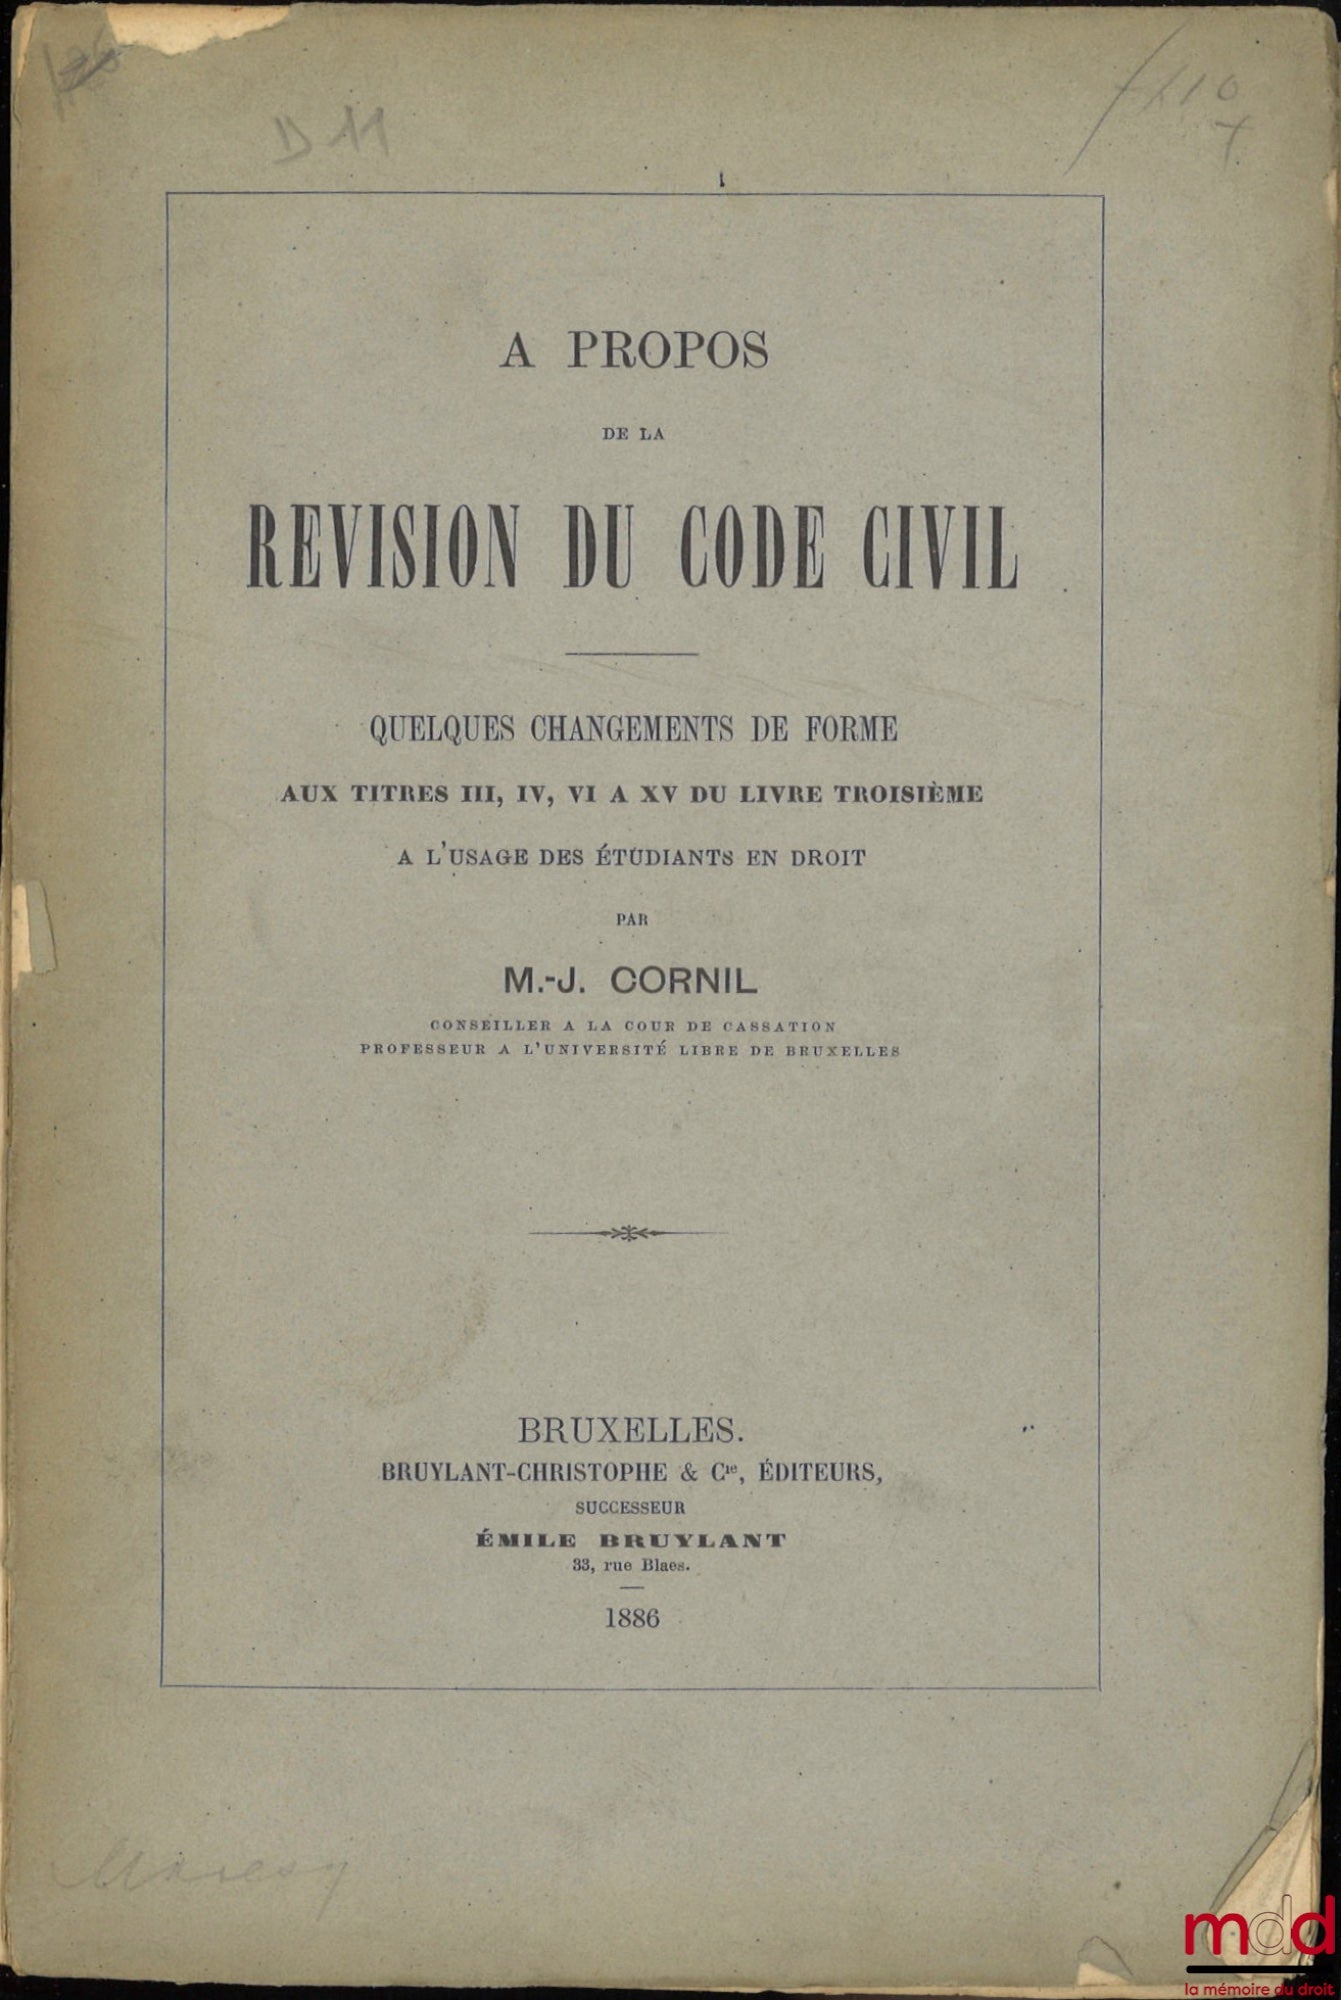 D 11
A PROPOS
DE LA
REVISION DU CODE CIVIL
QUELQUES CHANGEMENTS DE FORME
AUX TITRES III, IV, VI A XV DU LIVRE TROISIÈME
A L'USAGE DES ÉTUDIANTS EN DROIT
PAR
M.-J. CORNIL
CONSEILLER A LA COUR DE CASSATION
PROFESSEUR A L'UNIVERSITÉ LIBRE DE BRUXELLES
BRUXELLES.
BRUYLANT-CHRISTOPHE & Cie, ÉDITEURS,
SUCCESSEUR
ÉMILE BRUYLANT
33, rue Blaes.
1886
mdd
la mémoire du droit